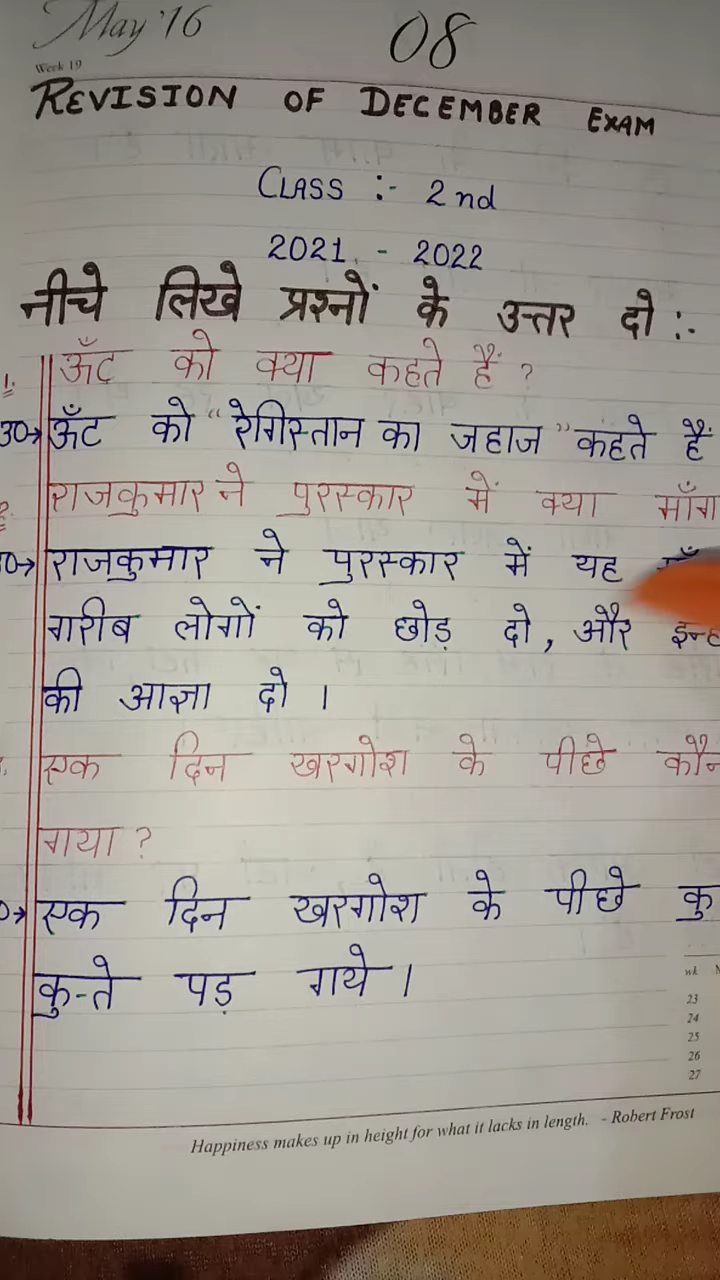 May '16 08
Week 19
REVISION OF DECEMBER EXAM
CLASS :- 2nd
2021 - 2022
नीचे लिखे प्रश्नों के उत्तर दो :-
1. ऊँट को क्या कहते हैं ?
ऊँट को "रेगिस्तान का जहाज" कहते हैं
राजकुमार ने पुरस्कार में क्या
राजकुमार ने पुरस्कार में यह
गरीब लोगों को छोड़ दो, और
की आज्ञा दो ।
एक दिन खरगोश के पीछे
गया ?
एक दिन खरगोश के पीछे
कुत्ते पड़ गये ।
wk
23
24
25
26
27
Happiness makes up in height for what it lacks in length. - Robert Frost